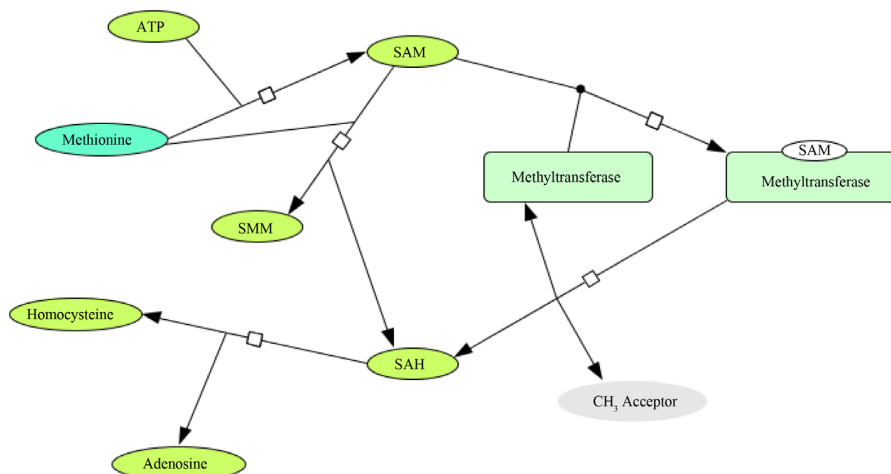 ATP
SAM
Methionine
SAM
Methyltransferase
Methyltransferase
SMM
Homocysteine
SAH
CH₃ Acceptor
Adenosine